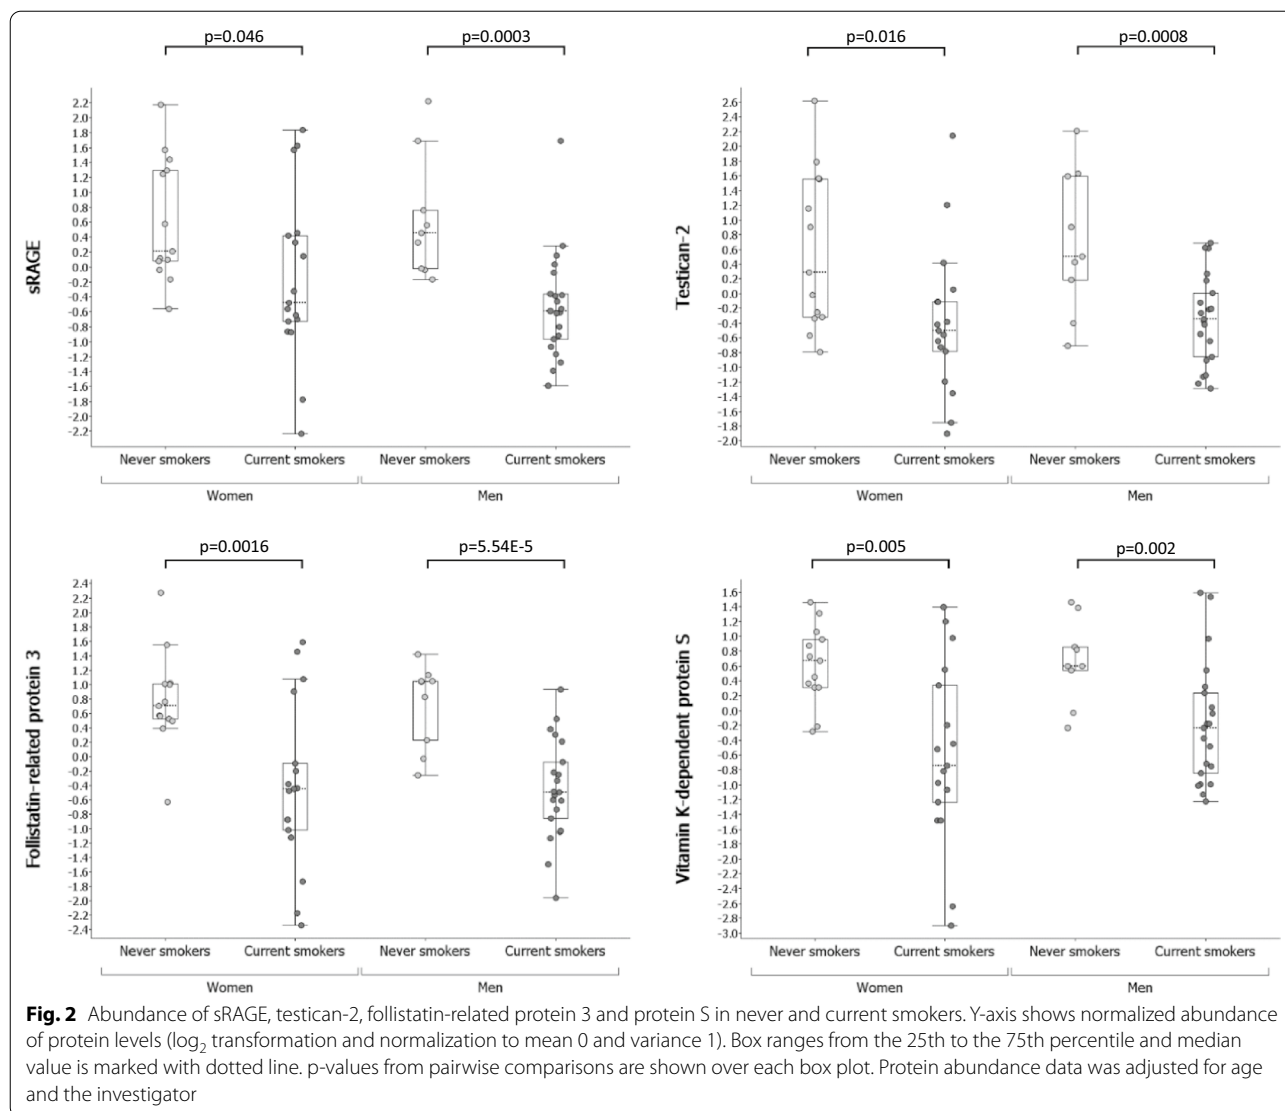 p=0.046
p=0.0003
sRAGE
2.2
2.0
1.8
1.6
1.4
1.2
1.0
0.8
0.6
0.4
0.2
0.0
-0.2
-0.4
-0.6
-0.8
-1.0
-1.2
-1.4
-1.6
-1.8
-2.0
-2.2
Never smokers
Current smokers
Never smokers
Current smokers
Women
Men
p=0.016
p=0.0008
Testican-2
2.6
2.4
2.2
2.0
1.8
1.6
1.4
1.2
1.0
0.8
0.6
0.4
0.2
0.0
-0.2
-0.4
-0.6
-0.8
-1.0
-1.2
-1.4
-1.6
-1.8
-2.0
Never smokers
Current smokers
Never smokers
Current smokers
Women
Men
p=0.0016
p=5.54E-5
Follistatin-related protein 3
2.4
2.2
2.0
1.8
1.6
1.4
1.2
1.0
0.8
0.6
0.4
0.2
0.0
-0.2
-0.4
-0.6
-0.8
-1.0
-1.2
-1.4
-1.6
-1.8
-2.0
-2.2
-2.4
Never smokers
Current smokers
Never smokers
Current smokers
Women
Men
p=0.005
p=0.002
Vitamin K-dependent protein S
1.6
1.4
1.2
1.0
0.8
0.6
0.4
0.2
0.0
-0.2
-0.4
-0.6
-0.8
-1.0
-1.2
-1.4
-1.6
-1.8
-2.0
-2.2
-2.4
-2.6
-2.8
-3.0
Never smokers
Current smokers
Never smokers
Current smokers
Women
Men
Fig. 2 Abundance of sRAGE, testican-2, follistatin-related protein 3 and protein S in never and current smokers. Y-axis shows normalized abundance
of protein levels (log₂ transformation and normalization to mean 0 and variance 1). Box ranges from the 25th to the 75th percentile and median
value is marked with dotted line. p-values from pairwise comparisons are shown over each box plot. Protein abundance data was adjusted for age
and the investigator